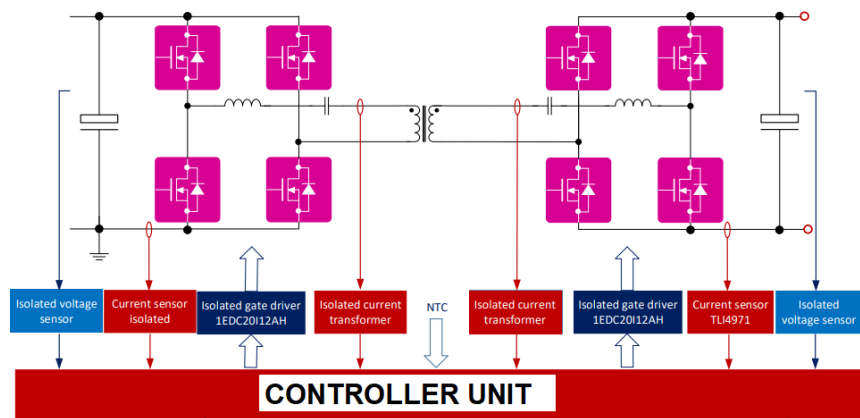 Isolated voltage
sensor
Current sensor
isolated
Isolated gate driver
1EDC20I12AH
Isolated current
transformer
NTC
Isolated current
transformer
Isolated gate driver
1EDC20I12AH
Current sensor
TLI4971
Isolated
voltage sensor
CONTROLLER UNIT